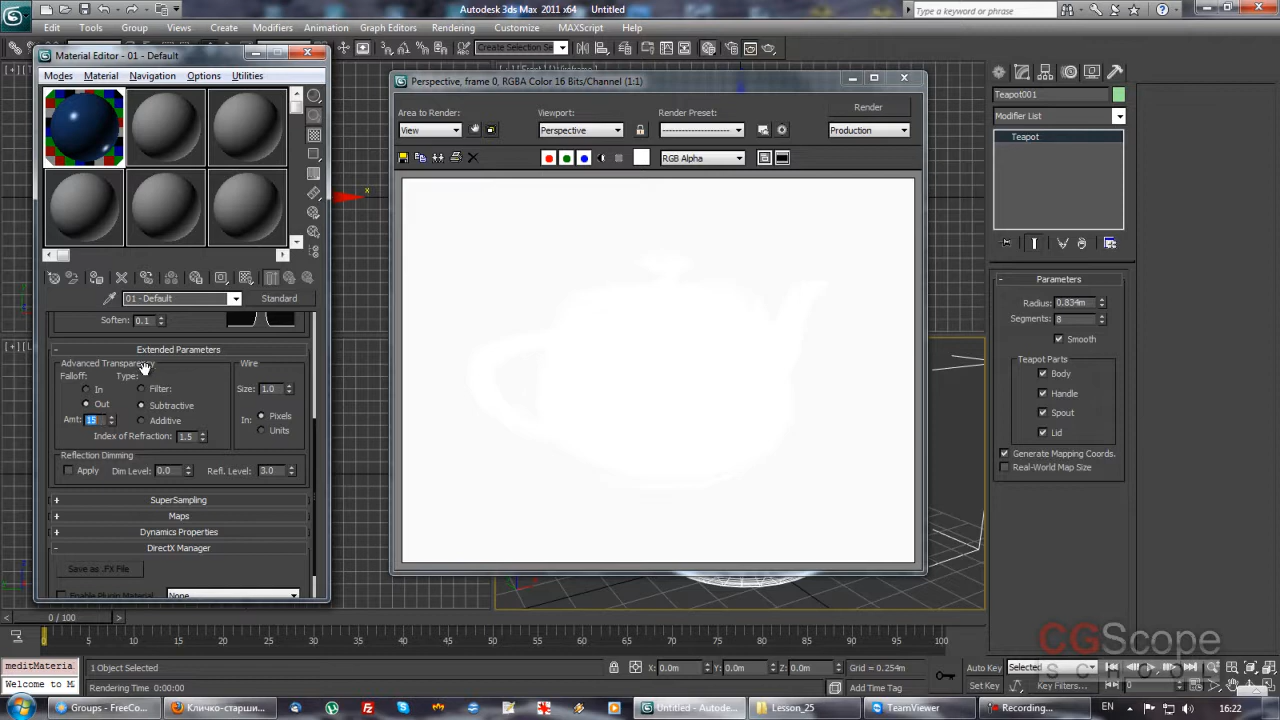 Autodesk 3ds Max 2011 x64    Untitled
Type a keyword or phrase
Edit Tools Group Views Create Modifiers Animation Graph Editors Rendering Customize MAXScript Help
Create Selection Se
Material Editor - 01 - Default
Modes Material Navigation Options Utilities
01 - Default
Standard
Soften: 0.1
Extended Parameters
Advanced Transparency
Wire
Falloff: Type:
In Filter: Size: 1.0
Out Subtractive In: Pixels
Amt: 15 Additive Units
Index of Refraction: 1.5
Reflection Dimming
Apply Dim Level: 0.0 Refl. Level: 3.0
SuperSampling
Maps
Dynamics Properties
DirectX Manager
Save as .FX File
Enable Plugin Material None
Perspective, frame 0, RGBA Color 16 Bits/Channel (1:1)
Area to Render: Viewport: Render Preset: Render
View Perspective Production
RGB Alpha
x
Teapot001
Modifier List
Teapot
Parameters
Radius: 0.834m
Segments: 8
Smooth
Teapot Parts
Body
Handle
Spout
Lid
Generate Mapping Coords.
Real-World Map Size
0 / 100
0 5 10 15 20 25 30 35 40 45 50 55 60 65 70 75 80 85 90 95 100
CGScope
SCHOOL
meditMateria
Welcome to M
1 Object Selected X: 0.0m Y: 0.0m Z: 0.0m Grid = 0.254m Auto Key Selected
Rendering Time 0:00:00 Add Time Tag Set Key Key Filters... 0
Groups - FreeCo... Кличко-старши... Untitled - Autode... Lesson_25 TeamViewer Recording... EN 16:22